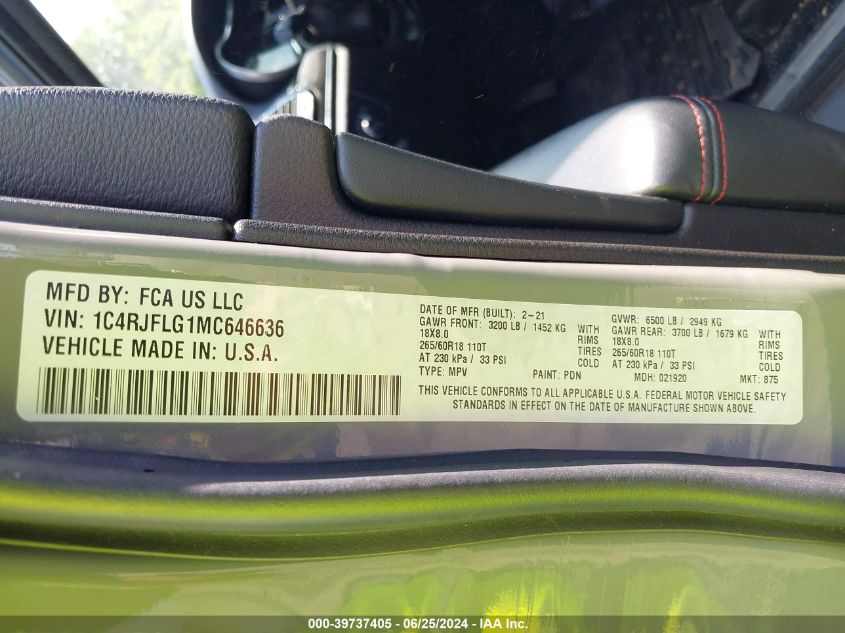 MFD BY: FCA US LLC
VIN: 1C4RJFLG1MC646636
VEHICLE MADE IN: U.S.A.
DATE OF MFR (BUILT): 2-21
GAWR FRONT: 3200 LB / 1452 KG WITH
18X8.0 RIMS
265/60R18 110T TIRES
AT 230 kPa / 33 PSI COLD
TYPE: MPV PAINT: PDN
GVWR: 6500 LB / 2949 KG
GAWR REAR: 3700 LB / 1679 KG WITH
18X8.0 RIMS
265/60R18 110T TIRES
AT 230 kPa / 33 PSI COLD
MDH: 021920 MKT: 875
THIS VEHICLE CONFORMS TO ALL APPLICABLE U.S.A. FEDERAL MOTOR VEHICLE SAFETY
STANDARDS IN EFFECT ON THE DATE OF MANUFACTURE SHOWN ABOVE.
000-39737405 - 06/25/2024 - IAA Inc.